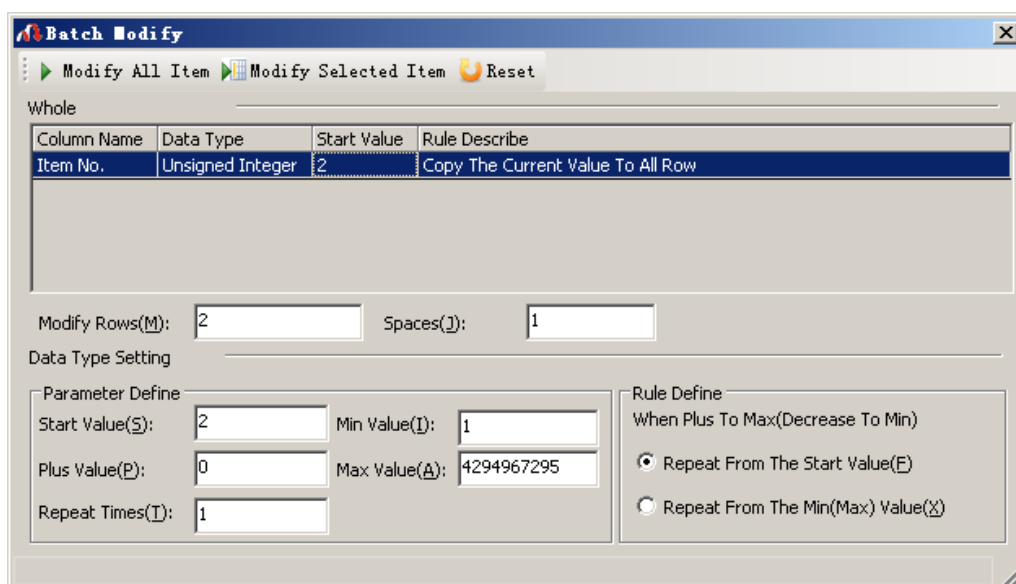 Batch Modify
Modify All Item Modify Selected Item Reset
Whole
Column Name Data Type Start Value Rule Describe
Item No. Unsigned Integer 2 Copy The Current Value To All Row
Modify Rows(M): 2 Spaces(J): 1
Data Type Setting
Parameter Define Rule Define
Start Value(S): 2 Min Value(I): 1 When Plus To Max(Decrease To Min)
Plus Value(P): 0 Max Value(A): 4294967295 Repeat From The Start Value(F)
Repeat Times(T): 1 Repeat From The Min(Max) Value(X)